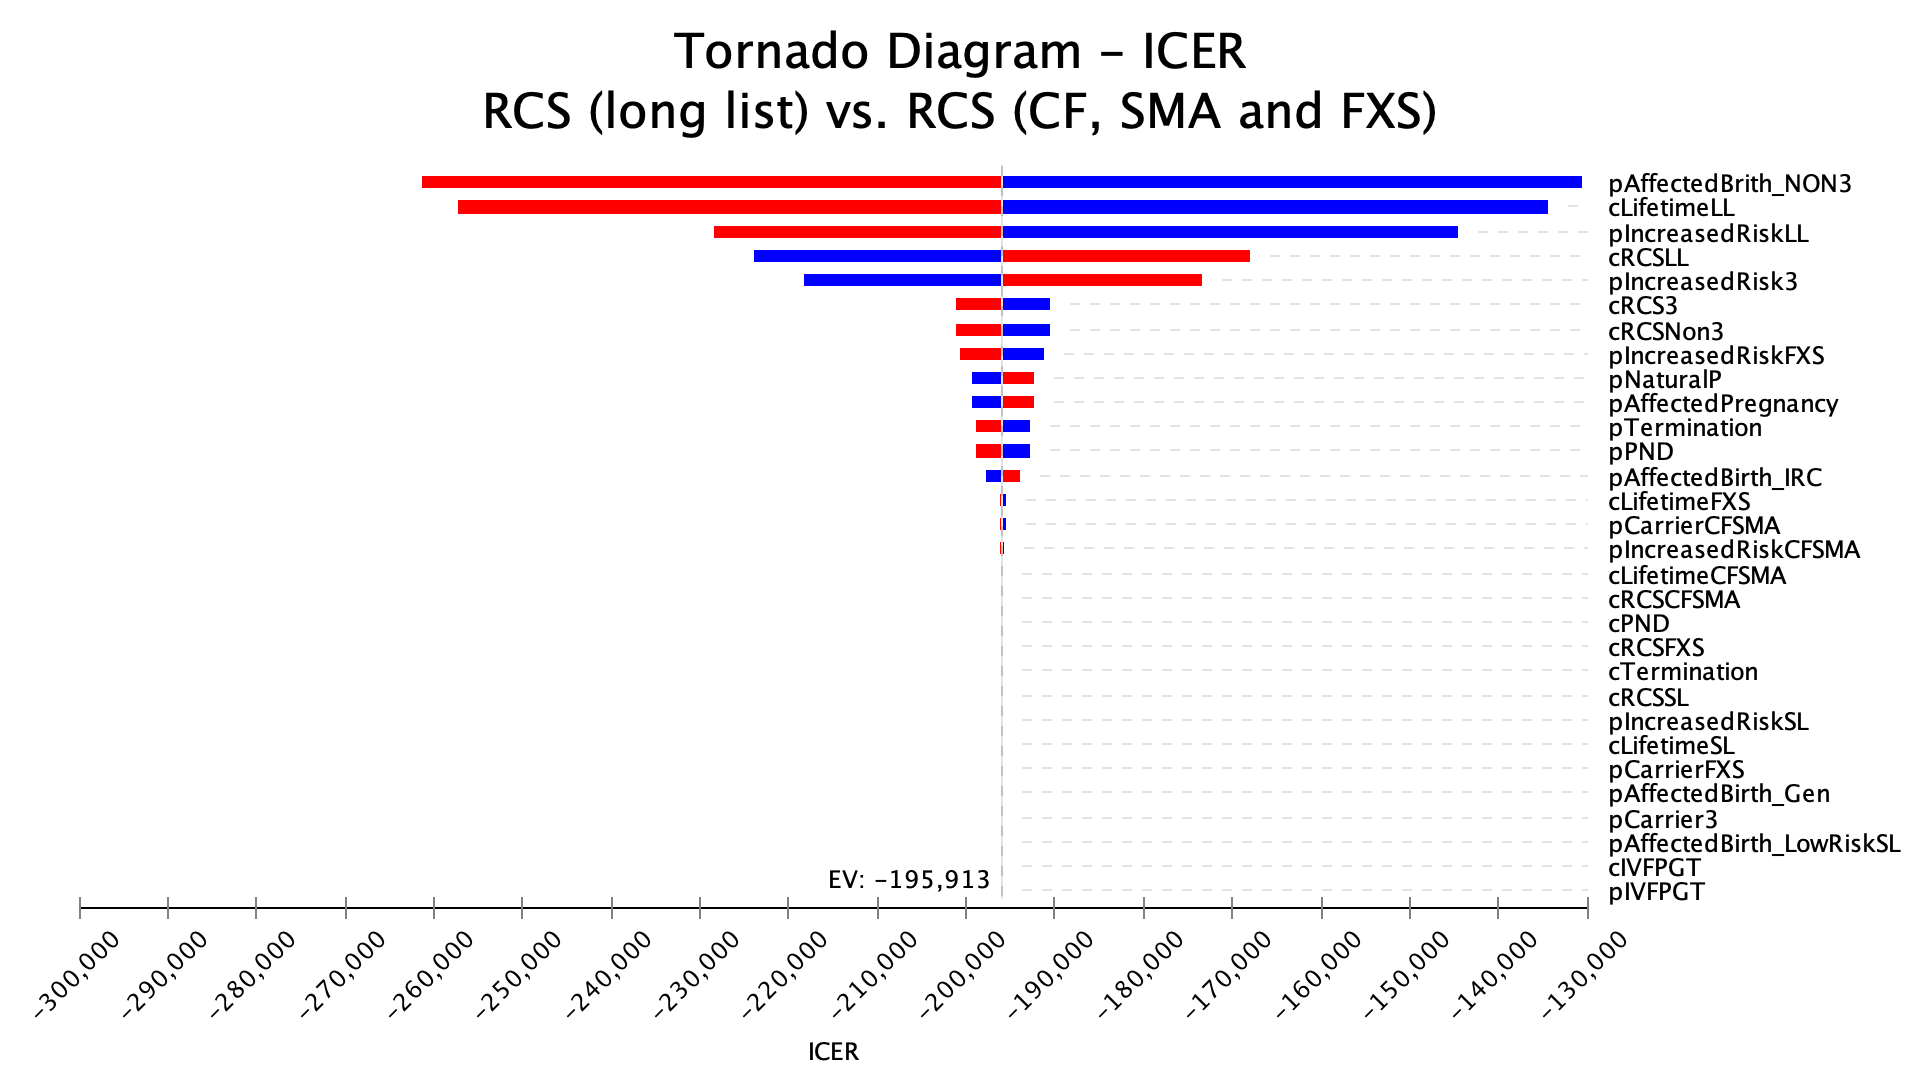 Tornado Diagram – ICER
RCS (long list) vs. RCS (CF, SMA and FXS)
pAffectedBrith_NON3
cLifetimeLL
pIncreasedRiskLL
cRCSLL
pIncreasedRisk3
cRCS3
cRCSNon3
pIncreasedRiskFXS
pNaturalP
pAffectedPregnancy
pTermination
pPND
pAffectedBirth_IRC
cLifetimeFXS
pCarrierCFSMA
pIncreasedRiskCFSMA
cLifetimeCFSMA
cRCSCFSMA
cPND
cRCSFXS
cTermination
cRCSSL
pIncreasedRiskSL
cLifetimeSL
pCarrierFXS
pAffectedBirth_Gen
pCarrier3
pAffectedBirth_LowRiskSL
cIVFPGT
pIVFPGT
EV: -195,913
-300,000
-290,000
-280,000
-270,000
-260,000
-250,000
-240,000
-230,000
-220,000
-210,000
-200,000
-190,000
-180,000
-170,000
-160,000
-150,000
-140,000
-130,000
ICER